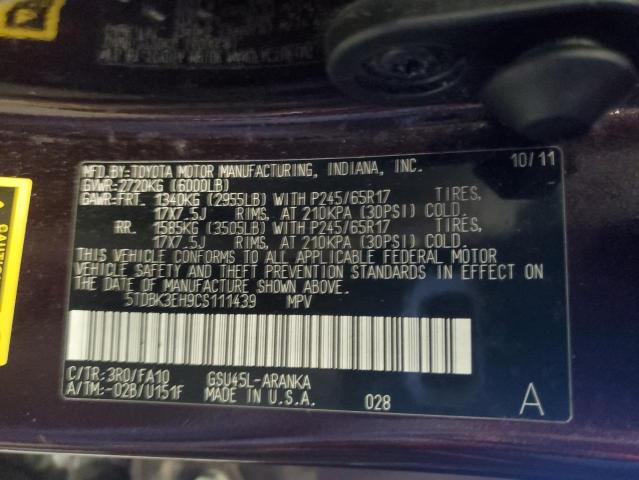 MFD.BY:TOYOTA MOTOR MANUFACTURING, INDIANA, INC. 10/11
GVWR-2720KG (6000LB)
GAWR-FRT. 1340KG (2955LB) WITH P245/65R17 TIRES,
17X7.5J RIMS, AT 210KPA (30PSI) COLD.
RR. 1585KG (3505LB) WITH P245/65R17 TIRES,
17X7.5J RIMS, AT 210KPA (30PSI) COLD.
THIS VEHICLE CONFORMS TO ALL APPLICABLE FEDERAL MOTOR
VEHICLE SAFETY AND THEFT PREVENTION STANDARDS IN EFFECT ON
THE DATE OF MANUFACTURE SHOWN ABOVE.
5TDBK3EH9CS111439 MPV
C/TR:3R0/FA10 GSU45L-ARANKA
A/TM:-02B/U151F MADE IN U.S.A. 028 A